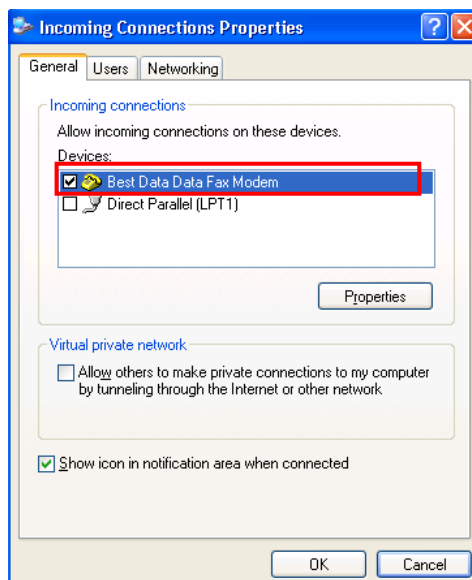 Incoming Connections Properties
General Users Networking
Incoming connections
Allow incoming connections on these devices.
Devices:
Best Data Data Fax Modem
Direct Parallel (LPT1)
Properties
Virtual private network
Allow others to make private connections to my computer
by tunneling through the Internet or other network
Show icon in notification area when connected
OK Cancel